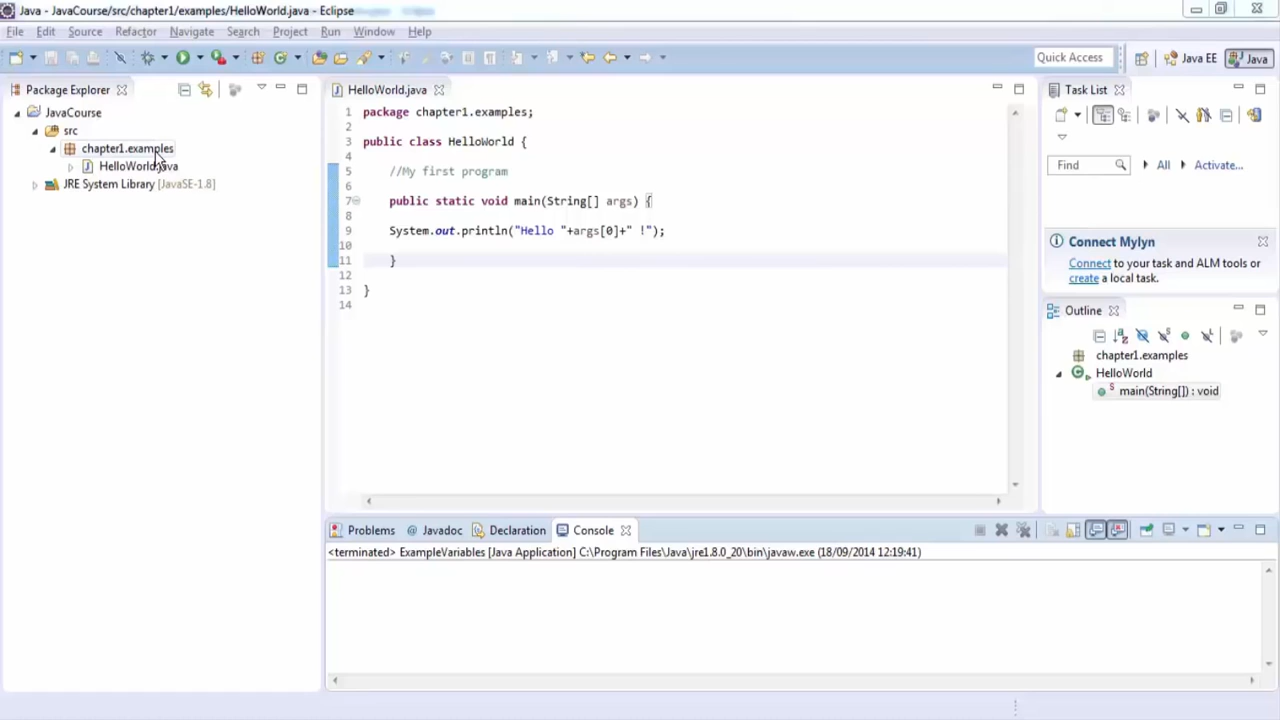 Java - JavaCourse/src/chapter1/examples/HelloWorld.java - Eclipse
File Edit Source Refactor Navigate Search Project Run Window Help
Quick Access
Java EE
Java
Package Explorer
JavaCourse
src
chapter1.examples
HelloWorld.java
JRE System Library [JavaSE-1.8]
HelloWorld.java
1 package chapter1.examples;
2
3 public class HelloWorld {
4
5 //My first program
6
7 public static void main(String[] args) {
8
9 System.out.println("Hello "+args[0]+" !");
10
11 }
12
13 }
14
Task List
Find
All
Activate...
Connect Mylyn
Connect to your task and ALM tools or
create a local task.
Outline
chapter1.examples
HelloWorld
main(String[]) : void
Problems @ Javadoc Declaration Console
<terminated> ExampleVariables [Java Application] C:\Program Files\Java\jre1.8.0_20\bin\javaw.exe (18/09/2014 12:19:41)